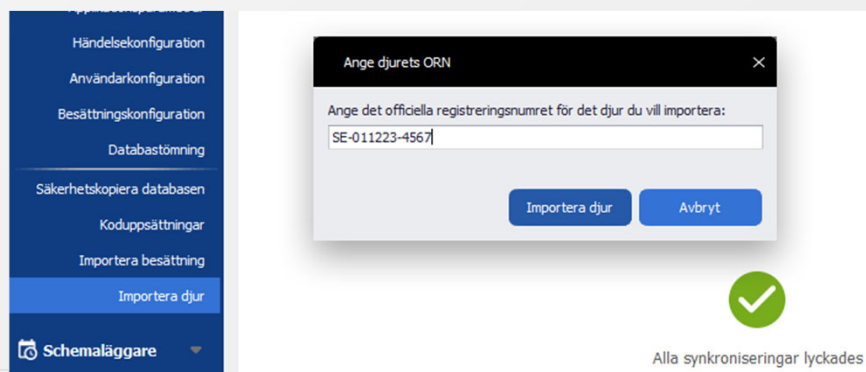 Händelsekonfiguration
Användarkonfiguration
Besättningskonfiguration
Databastömning
Säkerhetskopiera databasen
Koduppsättningar
Importera besättning
Importera djur
Schemaläggare
Ange djurets ORN
Ange det officiella registreringsnumret för det djur du vill importera:
SE-011223-4567
Importera djur
Avbryt
Alla synkroniseringar lyckades